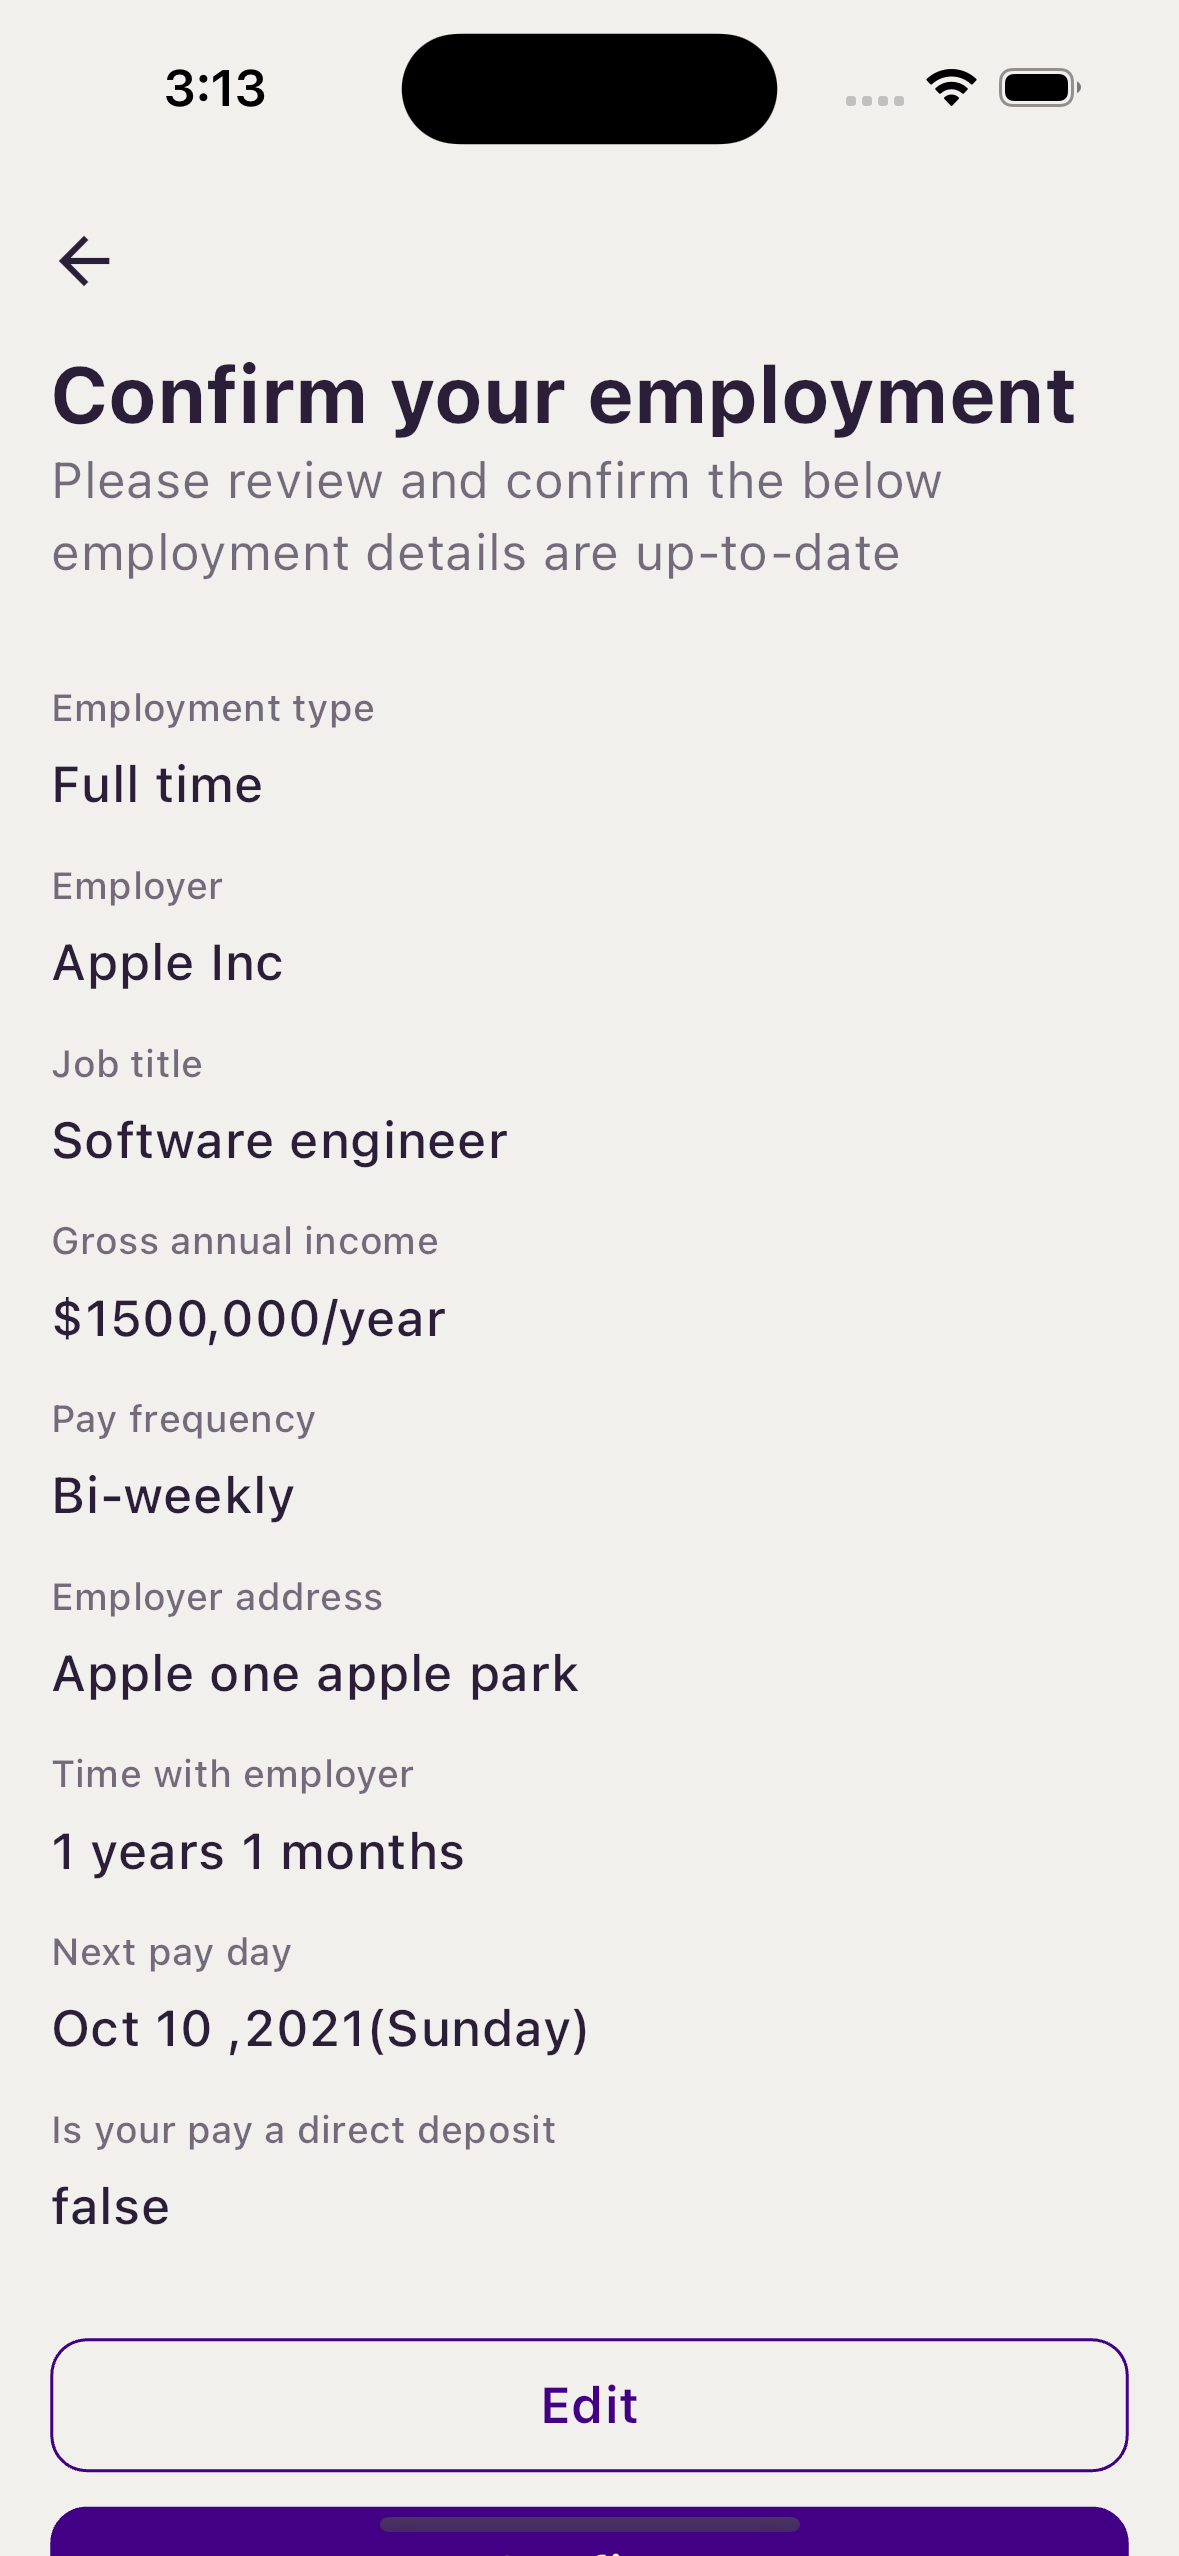 3:13
Confirm your employment
Please review and confirm the below
employment details are up-to-date
Employment type
Full time
Employer
Apple Inc
Job title
Software engineer
Gross annual income
$1500,000/year
Pay frequency
Bi-weekly
Employer address
Apple one apple park
Time with employer
1 years 1 months
Next pay day
Oct 10 ,2021(Sunday)
Is your pay a direct deposit
false
Edit